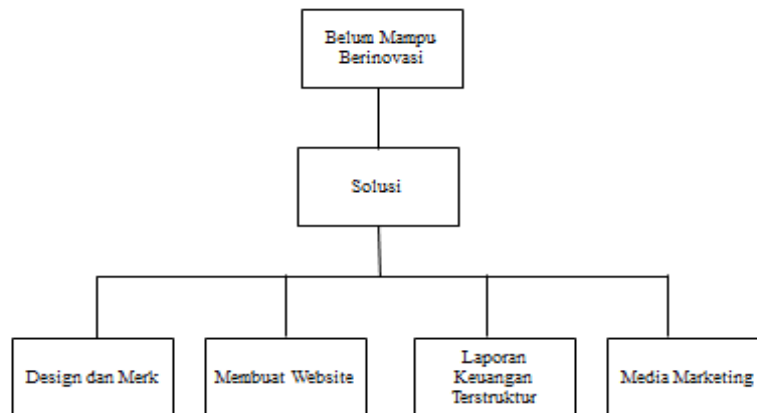 Belum Mampu
Berinovasi
Solusi
Design dan Merk
Membuat Website
Laporan
Keuangan
Terstruktur
Media Marketing